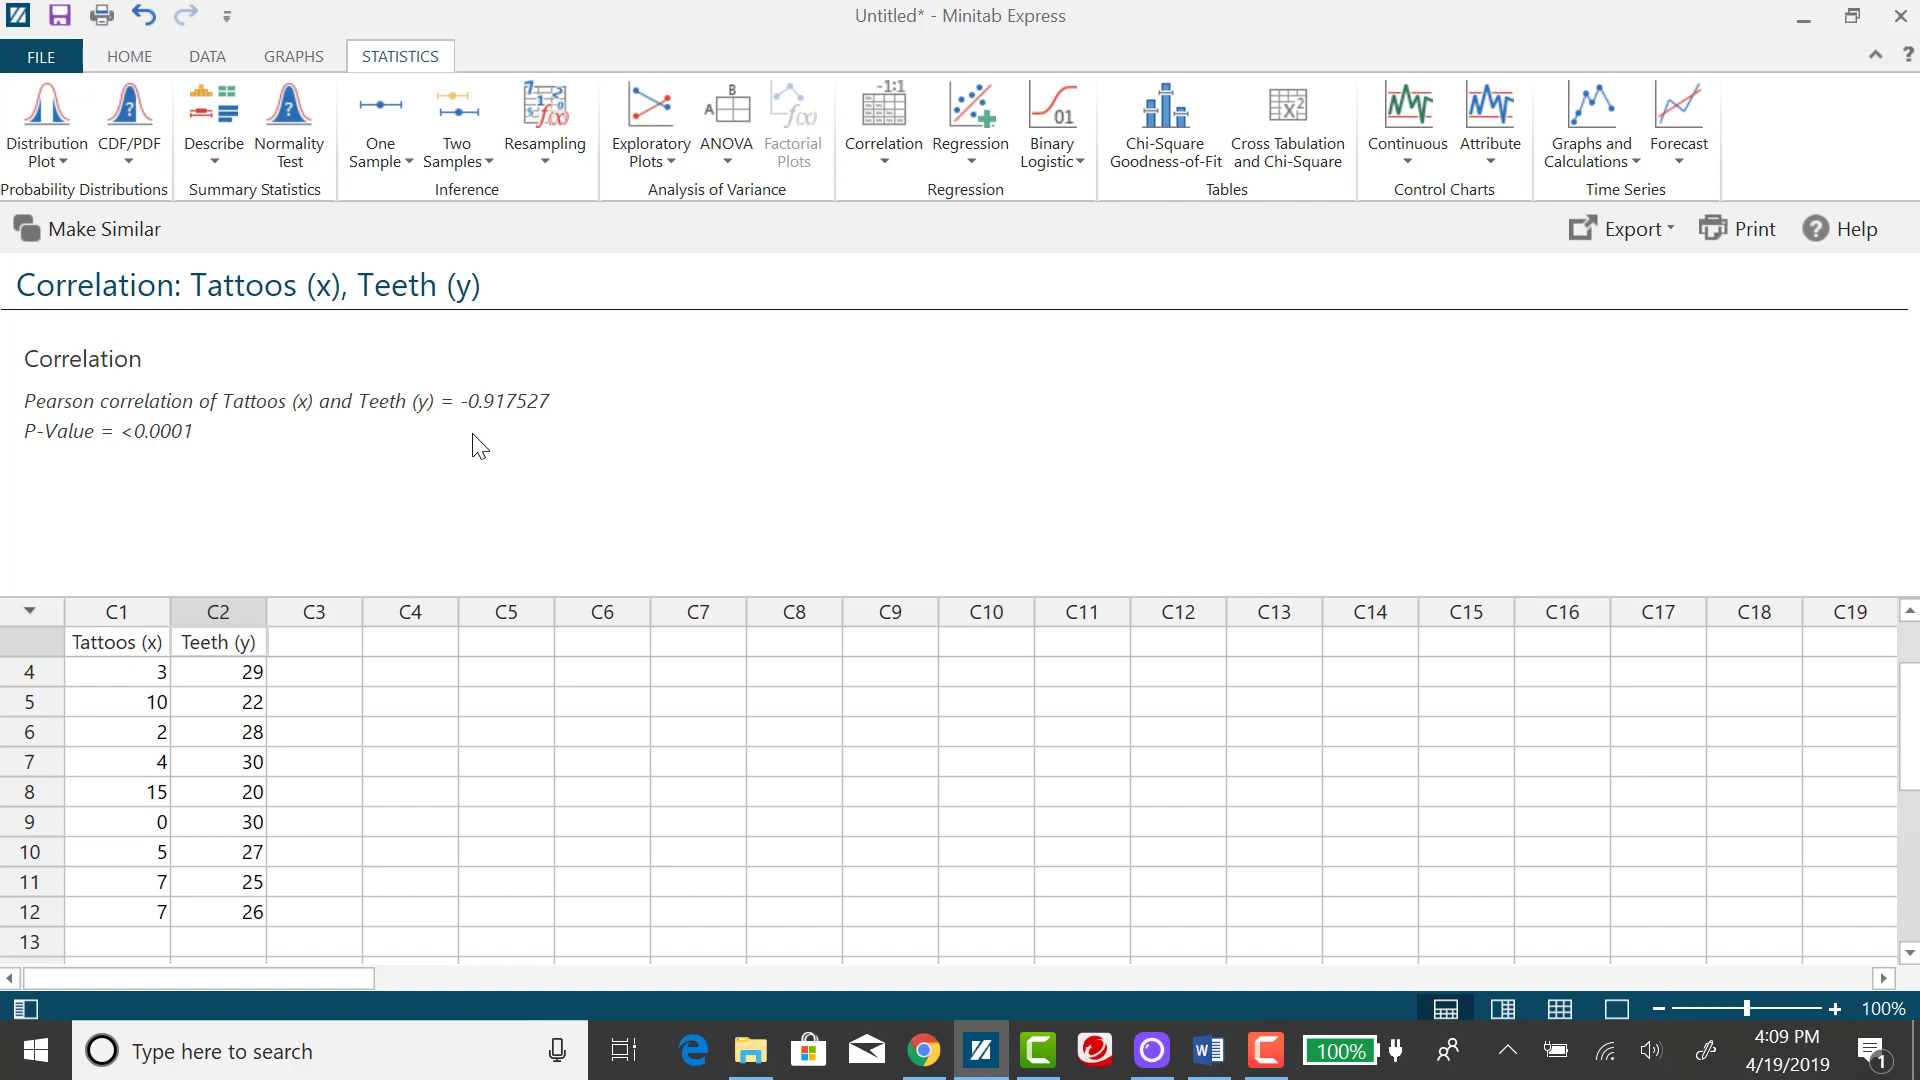 Untitled* - Minitab Express
FILE HOME DATA GRAPHS STATISTICS
-1:1
B
A
f(x)
01
X²
Distribution Plot
CDF/PDF
Describe
Normality Test
One Sample
Two Samples
Resampling
Exploratory Plots
ANOVA
Factorial Plots
Correlation
Regression
Binary Logistic
Chi-Square Goodness-of-Fit
Cross Tabulation and Chi-Square
Continuous
Attribute
Graphs and Calculations
Forecast
Probability Distributions Summary Statistics Inference Analysis of Variance Regression Tables Control Charts Time Series
Make Similar Export Print Help
Correlation: Tattoos (x), Teeth (y)
Correlation
Pearson correlation of Tattoos (x) and Teeth (y) = -0.917527
P-Value = <0.0001
C1 C2 C3 C4 C5 C6 C7 C8 C9 C10 C11 C12 C13 C14 C15 C16 C17 C18 C19
Tattoos (x) Teeth (y)
4 3 29
5 10 22
6 2 28
7 4 30
8 15 20
9 0 30
10 5 27
11 7 25
12 7 26
13
100%
Type here to search
100%
4:09 PM
4/19/2019
1